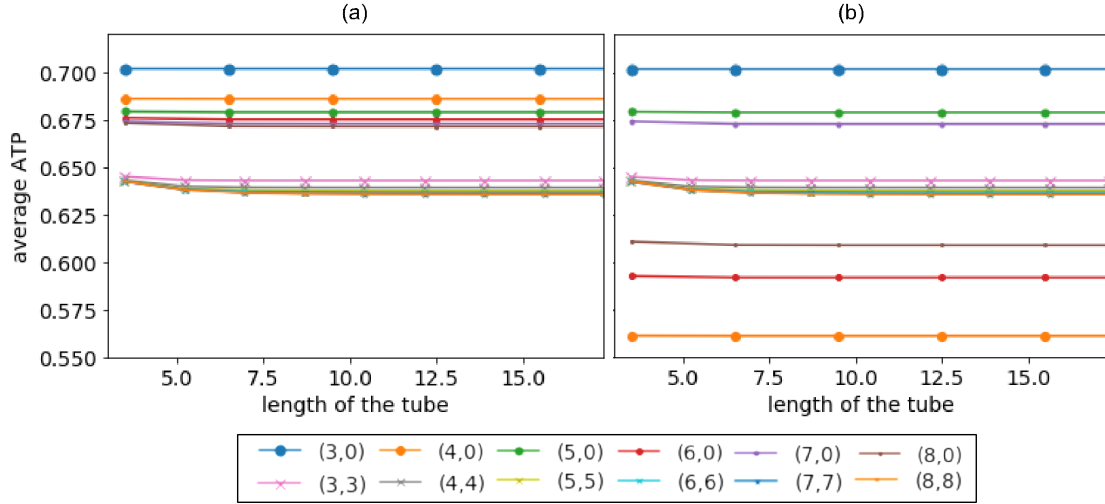 (a) (b)
average ATP
0.700
0.675
0.650
0.625
0.600
0.575
0.550
5.0 7.5 10.0 12.5 15.0 5.0 7.5 10.0 12.5 15.0
length of the tube length of the tube
(3,0) (4,0) (5,0) (6,0) (7,0) (8,0)
(3,3) (4,4) (5,5) (6,6) (7,7) (8,8)